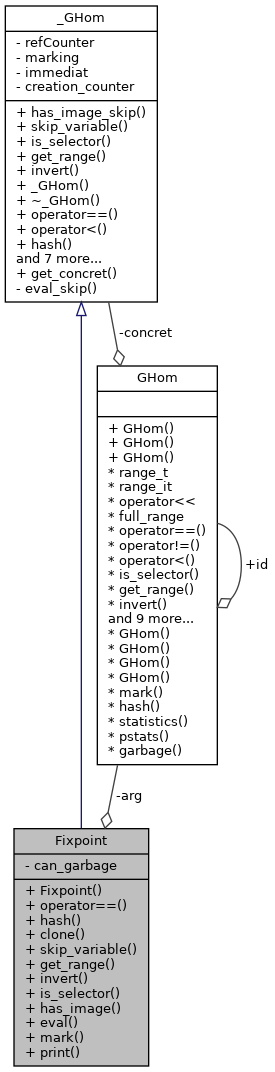 _GHom
- refCounter
- marking
- immediat
- creation_counter
+ has_image_skip()
+ skip_variable()
+ is_selector()
+ get_range()
+ invert()
+ _GHom()
+ ~_GHom()
+ operator==()
+ operator<()
+ hash()
and 7 more...
+ get_concret()
- eval_skip()
-concret
GHom
+ GHom()
+ GHom()
+ GHom()
* range_t
* range_it
* operator<<
* full_range
* operator==()
* operator!=()
* operator<()
* is_selector()
* get_range()
* invert()
and 9 more...
* GHom()
* GHom()
* GHom()
* GHom()
* mark()
* hash()
* statistics()
* pstats()
* garbage()
+id
-arg
Fixpoint
- can_garbage
+ Fixpoint()
+ operator==()
+ hash()
+ clone()
+ skip_variable()
+ get_range()
+ invert()
+ is_selector()
+ has_image()
+ eval()
+ mark()
+ print()